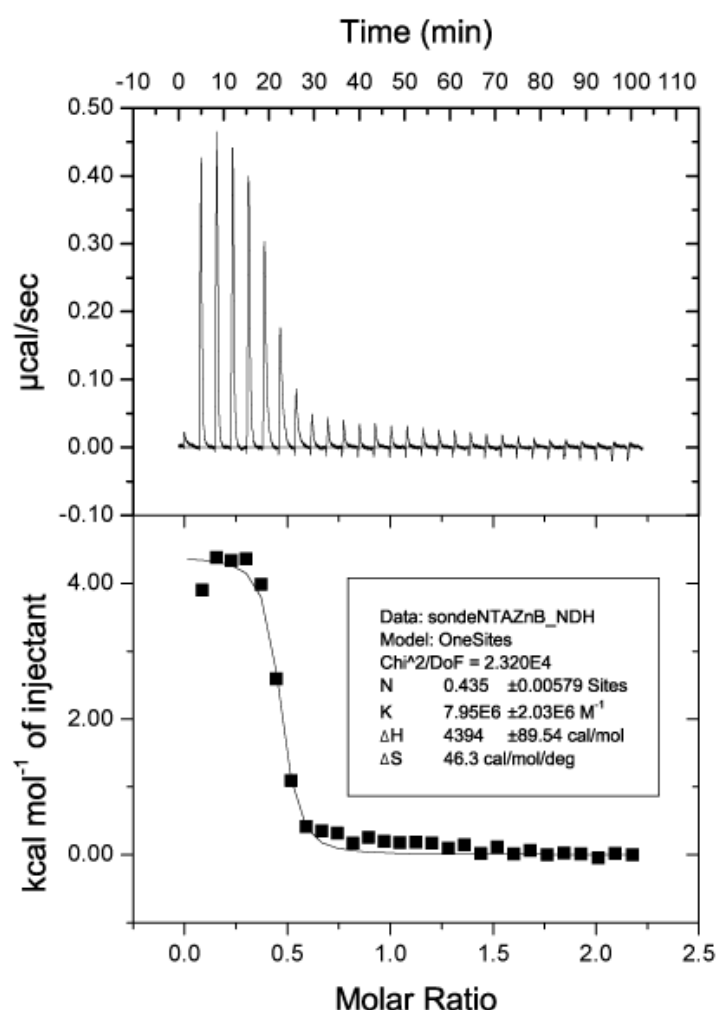 Time (min)
-10 0 10 20 30 40 50 60 70 80 90 100 110
0.50
0.40
0.30
0.20
0.10
0.00
-0.10
µcal/sec
4.00
2.00
0.00
kcal mol⁻¹ of injectant
Data: sondeNTAZnB_NDH
Model: OneSites
Chi^2/DoF = 2.320E4
N 0.435 ±0.00579 Sites
K 7.95E6 ±2.03E6 M⁻¹
ΔH 4394 ±89.54 cal/mol
ΔS 46.3 cal/mol/deg
0.0 0.5 1.0 1.5 2.0 2.5
Molar Ratio